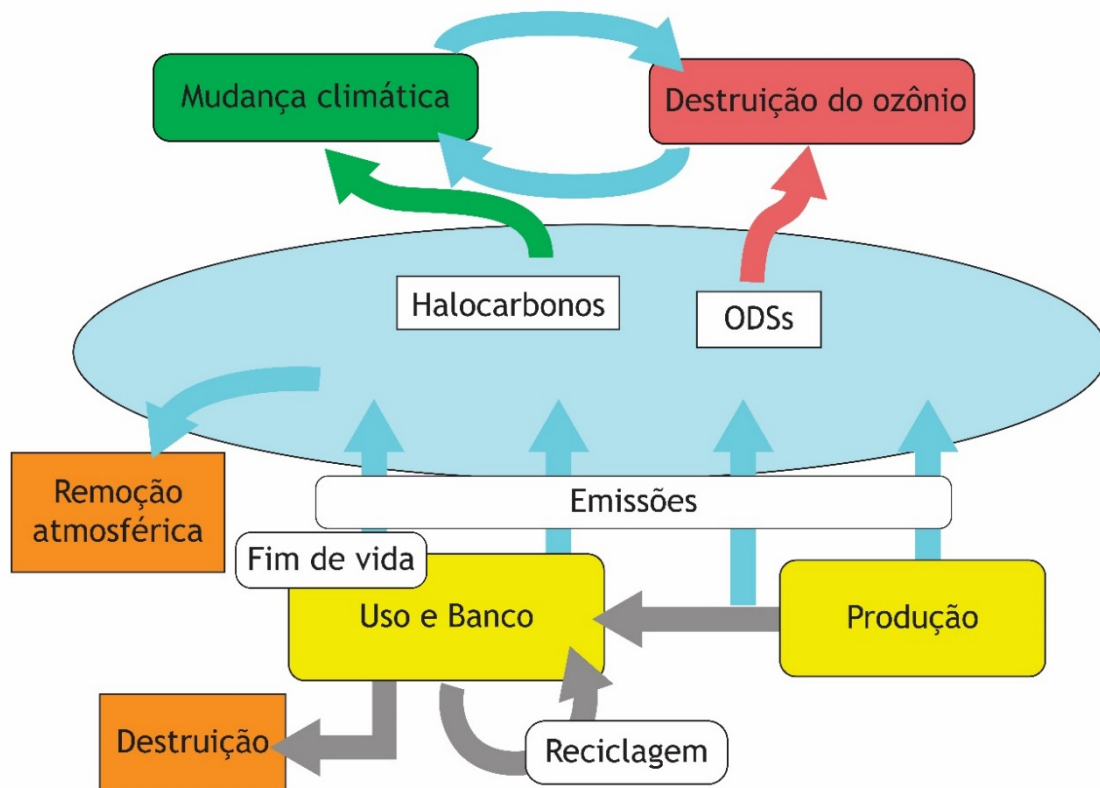 Mudança climática
Destruição do ozônio
Halocarbonos
ODSs
Remoção
atmosférica
Emissões
Fim de vida
Uso e Banco
Produção
Destruição
Reciclagem